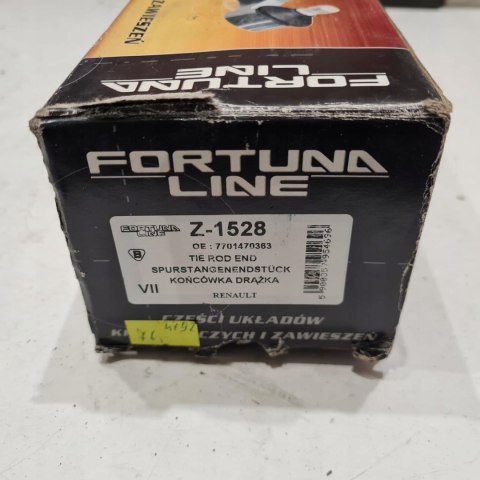 ZAWIESZEŃ
FORTUNA
LINE
FORTUNA
LINE
FORTUNA
LINE
Z-1528
OE : 7701470363
TIE ROD END
SPURSTANGENENDSTÜCK
KOŃCÓWKA DRĄŻKA
VII
RENAULT
B
CZĘŚCI UKŁADÓW
I ZAWIESZEŃ